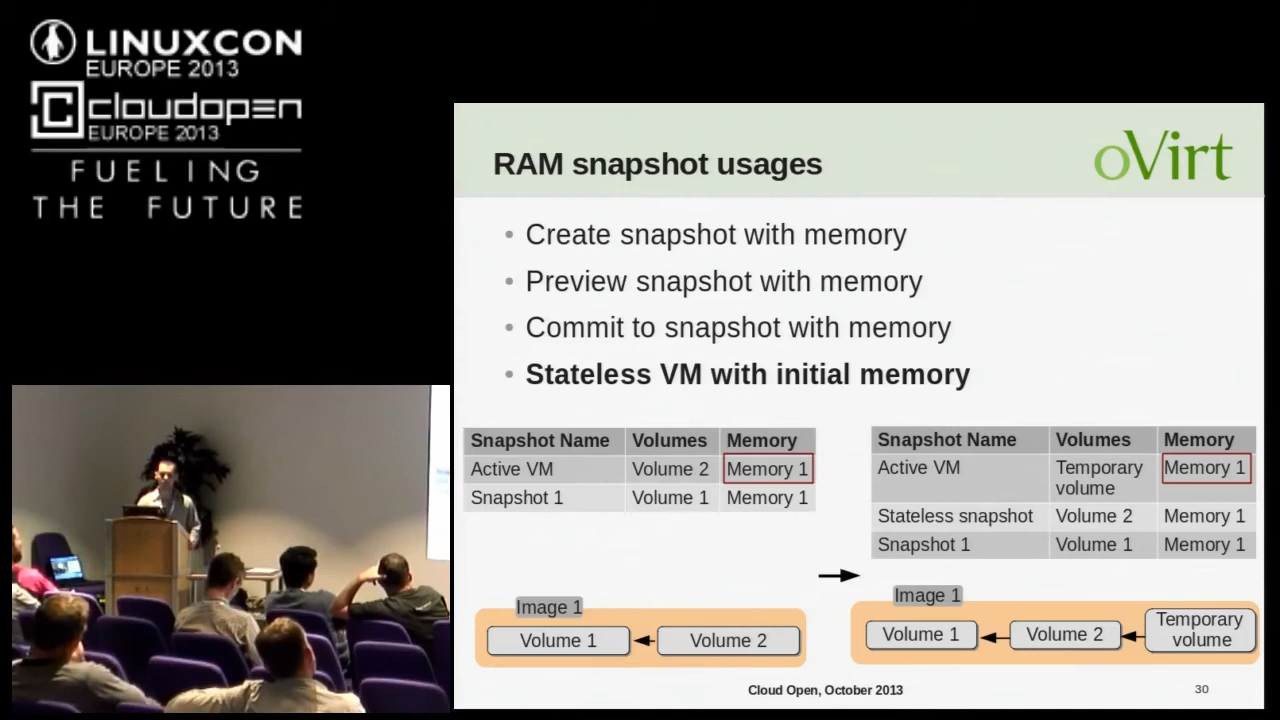 LINUXCON
EUROPE 2013
cloudopen
EUROPE 2013
FUELING
THE FUTURE
RAM snapshot usages
oVirt
• Create snapshot with memory
• Preview snapshot with memory
• Commit to snapshot with memory
• Stateless VM with initial memory
Snapshot Name Volumes Memory
Active VM Volume 2 Memory 1
Snapshot 1 Volume 1 Memory 1
Snapshot Name Volumes Memory
Active VM Temporary volume Memory 1
Stateless snapshot Volume 2 Memory 1
Snapshot 1 Volume 1 Memory 1
Image 1
Volume 1 Volume 2
Image 1
Volume 1 Volume 2 Temporary volume
Cloud Open, October 2013
30